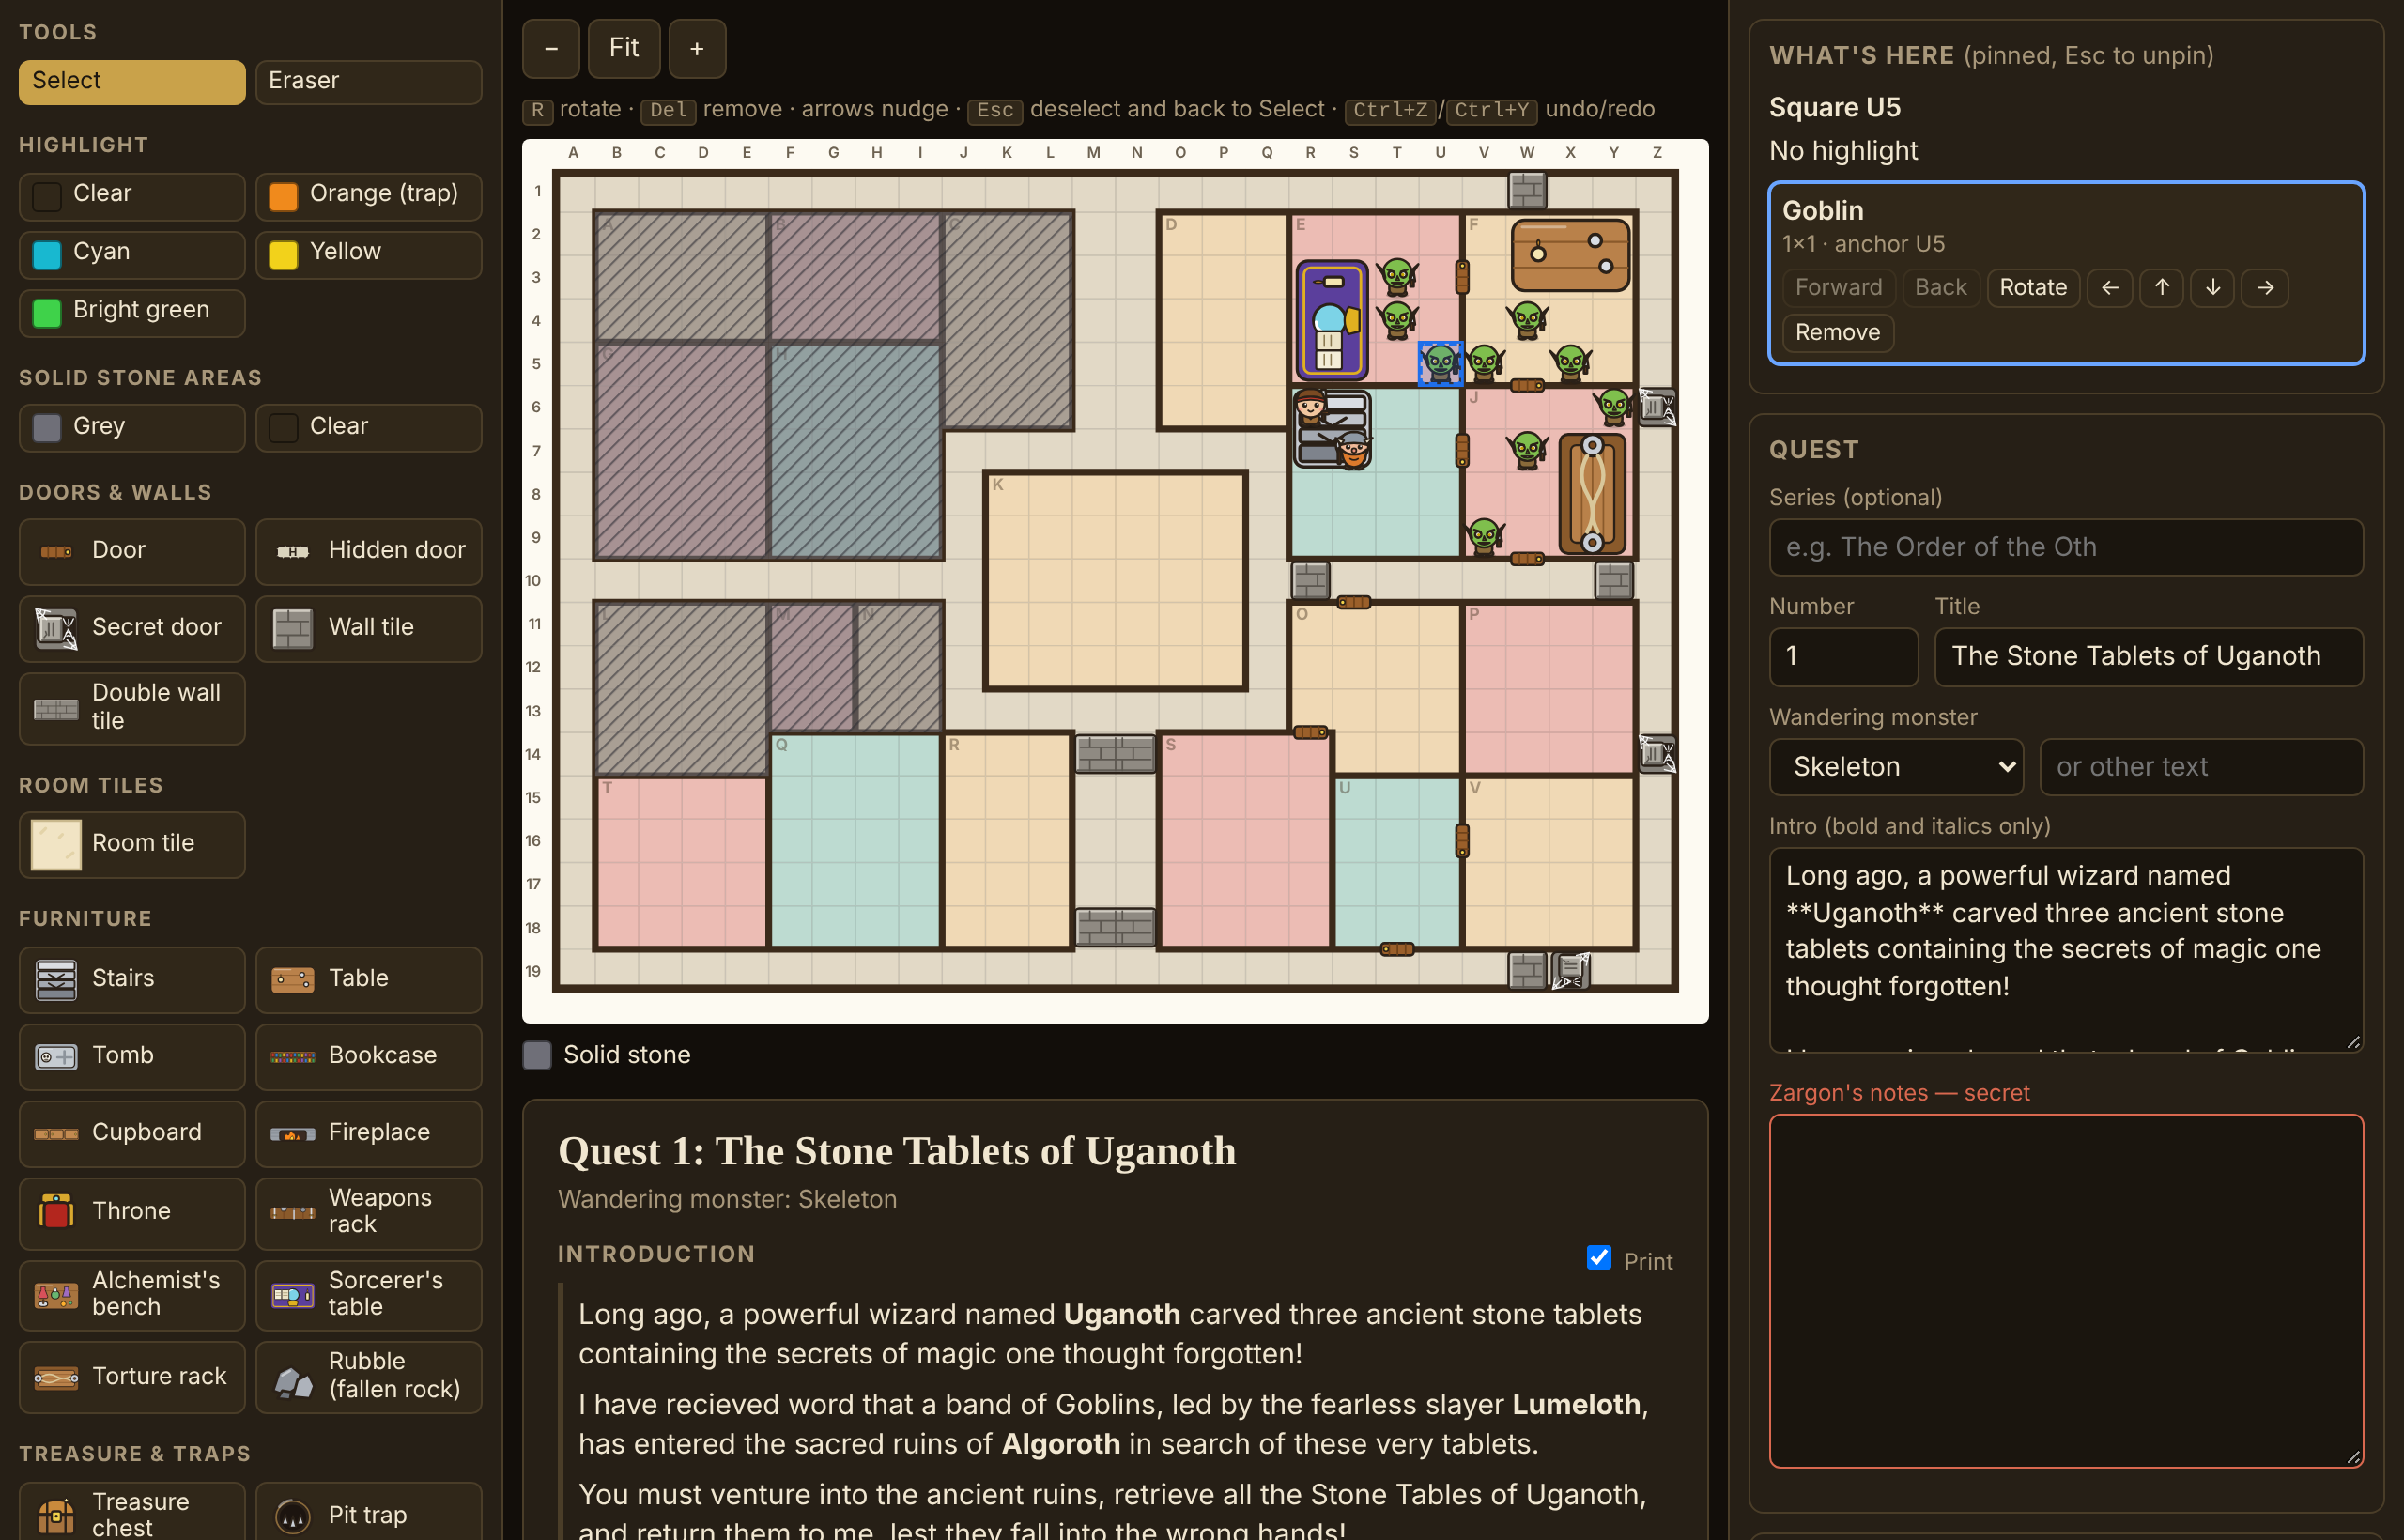 TOOLS
Select
Eraser
HIGHLIGHT
Clear
Orange (trap)
Cyan
Yellow
Bright green
SOLID STONE AREAS
Grey
Clear
DOORS & WALLS
Door
Hidden door
Secret door
Wall tile
Double wall
tile
ROOM TILES
Room tile
FURNITURE
Stairs
Table
Tomb
Bookcase
Cupboard
Fireplace
Throne
Weapons
rack
Alchemist's
bench
Sorcerer's
table
Torture rack
Rubble
(fallen rock)
TREASURE & TRAPS
Treasure
chest
Pit trap
−
Fit
+
R rotate · Del remove · arrows nudge · Esc deselect and back to Select · Ctrl+Z/Ctrl+Y undo/redo
A B C D E F G H I J K L M N O P Q R S T U V W X Y Z
1
2
3
4
5
6
7
8
9
10
11
12
13
14
15
16
17
18
19
A
B
C
D
E
F
G
H
J
K
L
M
N
O
P
Q
R
S
T
U
V
Solid stone
Quest 1: The Stone Tablets of Uganoth
Wandering monster: Skeleton
INTRODUCTION
Print
Long ago, a powerful wizard named Uganoth carved three ancient stone tablets
containing the secrets of magic one thought forgotten!
I have recieved word that a band of Goblins, led by the fearless slayer Lumeloth,
has entered the sacred ruins of Algoroth in search of these very tablets.
You must venture into the ancient ruins, retrieve all the Stone Tables of Uganoth,
and return them to me, lest they fall into the wrong hands!
WHAT'S HERE (pinned, Esc to unpin)
Square U5
No highlight
Goblin
1×1 · anchor U5
Forward
Back
Rotate
←
↑
↓
→
Remove
QUEST
Series (optional)
e.g. The Order of the Oth
Number
Title
1
The Stone Tablets of Uganoth
Wandering monster
Skeleton
or other text
Intro (bold and italics only)
Long ago, a powerful wizard named
**Uganoth** carved three ancient stone
tablets containing the secrets of magic one
thought forgotten!
Zargon's notes — secret